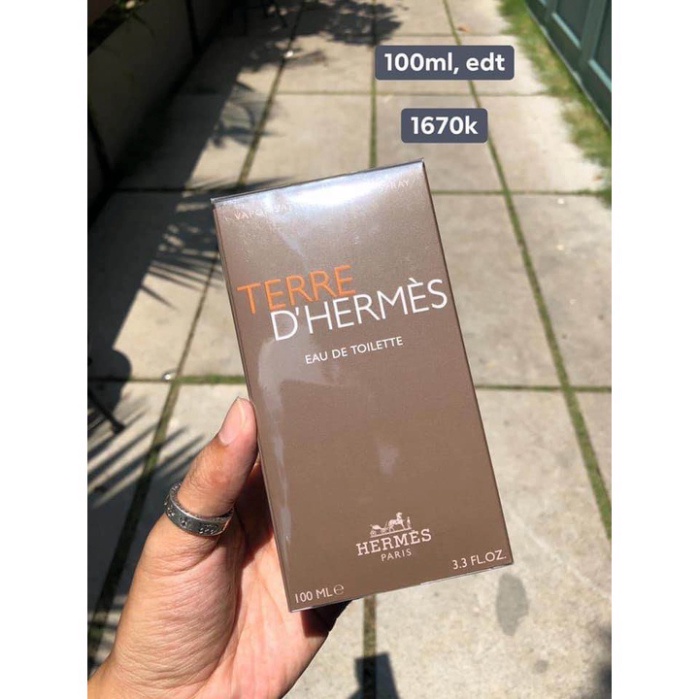 100ml, edt
1670k
TERRE
D'HERMÈS
EAU DE TOILETTE
HERMÈS
PARIS
100 ML ℮
3.3 FL.OZ.